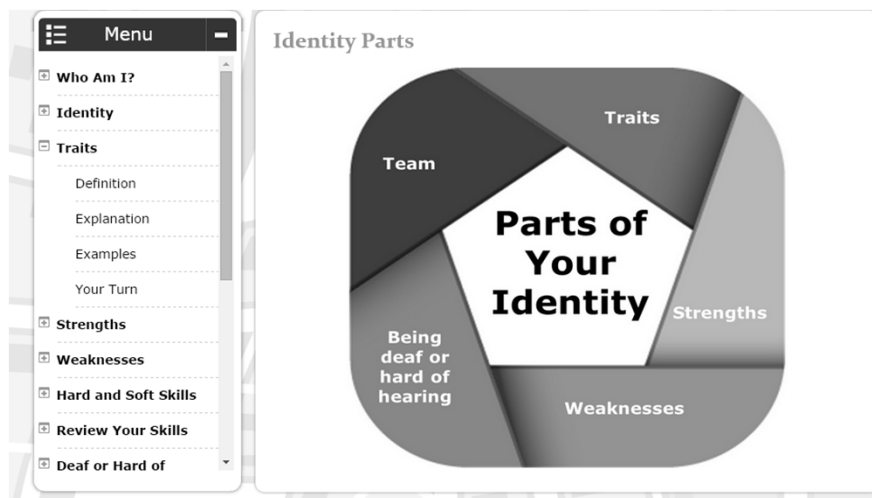 Menu
Who Am I?
Identity
Traits
Definition
Explanation
Examples
Your Turn
Strengths
Weaknesses
Hard and Soft Skills
Review Your Skills
Deaf or Hard of
Identity Parts
Traits
Team
Parts of
Your
Identity
Strengths
Being
deaf or
hard of
hearing
Weaknesses